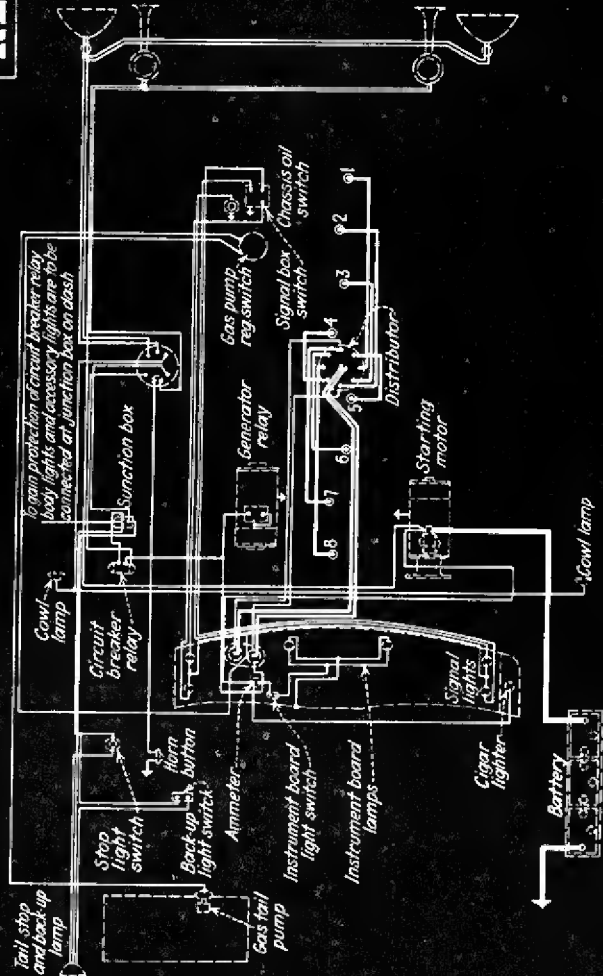 Tail stop
and back-up
lamp
Gas tail
pump
Stop
light
switch
Horn
button
Back-up
light switch
Ammeter
Instrument board
light switch
Instrument board
lamps
Cigar
lighter
Signal
lights
Battery
Cowl
lamp
Circuit
breaker
relay
Junction box
To gain protection of circuit breaker relay
body lights and accessory lights are to be
connected at junction box on dash
Generator
relay
Gas pump
reg switch
Signal box
switch
Chassis oil
switch
8
7
6
5
4
3
2
1
Distributor
Starting
motor
Cowl lamp